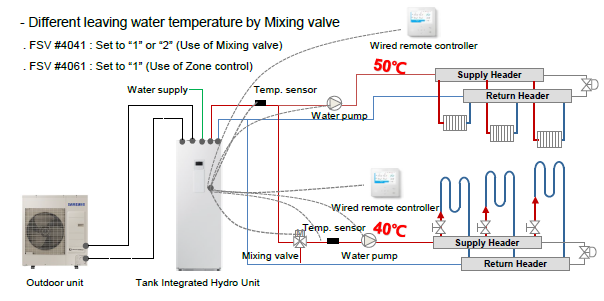 - Different leaving water temperature by Mixing valve
. FSV #4041 : Set to “1” or “2” (Use of Mixing valve)
. FSV #4061 : Set to “1” (Use of Zone control)
Wired remote controller
50℃
Supply Header
Water supply
Temp. sensor
Return Header
Water pump
Wired remote controller
Temp. sensor
40℃
SAMSUNG
Supply Header
Mixing valve
Water pump
Return Header
Outdoor unit
Tank Integrated Hydro Unit